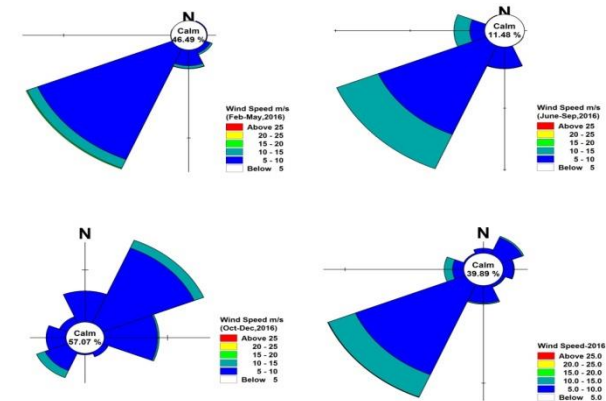 N
Calm
46.49 %
Wind Speed m/s
(Feb-May,2016)
Above 25
20 - 25
15 - 20
10 - 15
5 - 10
Below 5
N
Calm
11.48 %
Wind Speed m/s
(June-Sep,2016)
Above 25
20 - 25
15 - 20
10 - 15
5 - 10
Below 5
N
Calm
57.07 %
Wind Speed m/s
(Oct-Dec,2016)
Above 25
20 - 25
15 - 20
10 - 15
5 - 10
Below 5
N
Calm
39.89 %
Wind Speed-2016
Above 25.0
20.0 - 25.0
15.0 - 20.0
10.0 - 15.0
5.0 - 10.0
Below 5.0